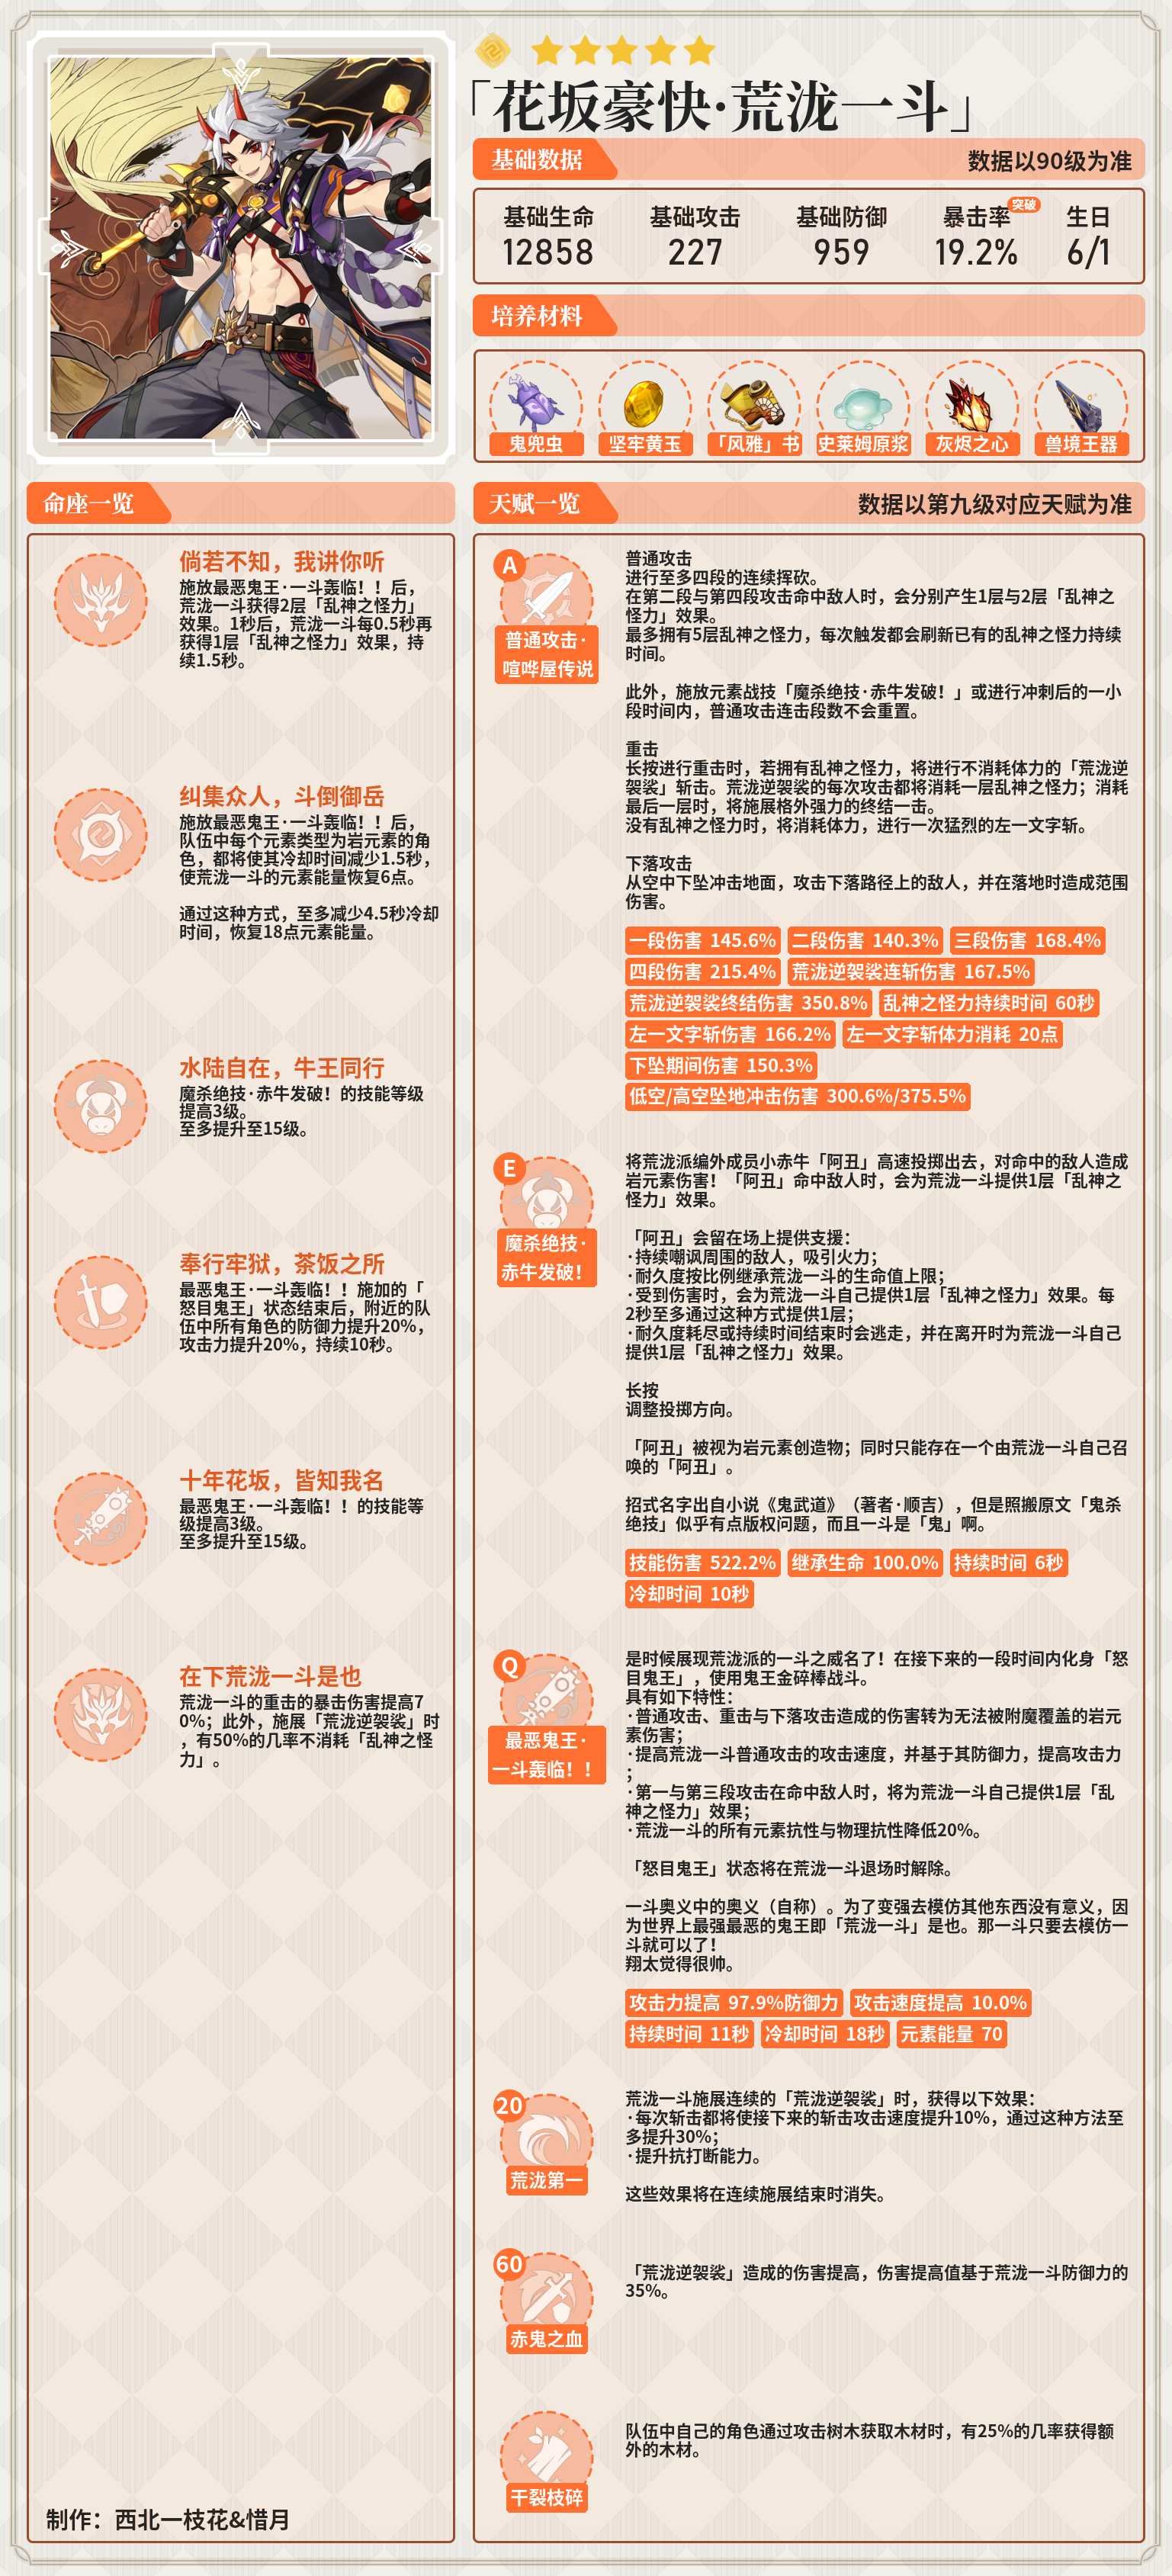 「花坂豪快·荒泷一斗」
基础数据
数据以90级为准
基础生命
12858
基础攻击
227
基础防御
959
暴击率
突破
19.2%
生日
6/1
培养材料
鬼兜虫
坚牢黄玉
「风雅」书
史莱姆原浆
灰烬之心
兽境王器
命座一览
倘若不知，我讲你听
施放最恶鬼王·一斗轰临！！后，
荒泷一斗获得2层「乱神之怪力」
效果。1秒后，荒泷一斗每0.5秒再
获得1层「乱神之怪力」效果，持
续1.5秒。
纠集众人，斗倒御岳
施放最恶鬼王·一斗轰临！！后，
队伍中每个元素类型为岩元素的角
色，都将使其冷却时间减少1.5秒，
使荒泷一斗的元素能量恢复6点。
通过这种方式，至多减少4.5秒冷却
时间，恢复18点元素能量。
水陆自在，牛王同行
魔杀绝技·赤牛发破！的技能等级
提高3级。
至多提升至15级。
奉行牢狱，茶饭之所
最恶鬼王·一斗轰临！！施加的「
怒目鬼王」状态结束后，附近的队
伍中所有角色的防御力提升20%，
攻击力提升20%，持续10秒。
十年花坂，皆知我名
最恶鬼王·一斗轰临！！的技能等
级提高3级。
至多提升至15级。
在下荒泷一斗是也
荒泷一斗的重击的暴击伤害提高7
0%；此外，施展「荒泷逆袈裟」时
，有50%的几率不消耗「乱神之怪
力」。
制作：西北一枝花&惜月
天赋一览
数据以第九级对应天赋为准
A
普通攻击·
喧哗屋传说
普通攻击
进行至多四段的连续挥砍。
在第二段与第四段攻击命中敌人时，会分别产生1层与2层「乱神之
怪力」效果。
最多拥有5层乱神之怪力，每次触发都会刷新已有的乱神之怪力持续
时间。
此外，施放元素战技「魔杀绝技·赤牛发破！」或进行冲刺后的一小
段时间内，普通攻击连击段数不会重置。
重击
长按进行重击时，若拥有乱神之怪力，将进行不消耗体力的「荒泷逆
袈裟」斩击。荒泷逆袈裟的每次攻击都将消耗一层乱神之怪力；消耗
最后一层时，将施展格外强力的终结一击。
没有乱神之怪力时，将消耗体力，进行一次猛烈的左一文字斩。
下落攻击
从空中下坠冲击地面，攻击下落路径上的敌人，并在落地时造成范围
伤害。
一段伤害 145.6% 二段伤害 140.3% 三段伤害 168.4%
四段伤害 215.4% 荒泷逆袈裟连斩伤害 167.5%
荒泷逆袈裟终结伤害 350.8% 乱神之怪力持续时间 60秒
左一文字斩伤害 166.2% 左一文字斩体力消耗 20点
下坠期间伤害 150.3%
低空/高空坠地冲击伤害 300.6%/375.5%
E
魔杀绝技·
赤牛发破！
将荒泷派编外成员小赤牛「阿丑」高速投掷出去，对命中的敌人造成
岩元素伤害！「阿丑」命中敌人时，会为荒泷一斗提供1层「乱神之
怪力」效果。
「阿丑」会留在场上提供支援：
·持续嘲讽周围的敌人，吸引火力；
·耐久度按比例继承荒泷一斗的生命值上限；
·受到伤害时，会为荒泷一斗自己提供1层「乱神之怪力」效果。每
2秒至多通过这种方式提供1层；
·耐久度耗尽或持续时间结束时会逃走，并在离开时为荒泷一斗自己
提供1层「乱神之怪力」效果。
长按
调整投掷方向。
「阿丑」被视为岩元素创造物；同时只能存在一个由荒泷一斗自己召
唤的「阿丑」。
招式名字出自小说《鬼武道》（著者·顺吉），但是照搬原文「鬼杀
绝技」似乎有点版权问题，而且一斗是「鬼」啊。
技能伤害 522.2% 继承生命 100.0% 持续时间 6秒
冷却时间 10秒
Q
最恶鬼王·
一斗轰临！！
是时候展现荒泷派的一斗之威名了！在接下来的一段时间内化身「怒
目鬼王」，使用鬼王金碎棒战斗。
具有如下特性：
·普通攻击、重击与下落攻击造成的伤害转为无法被附魔覆盖的岩元
素伤害；
·提高荒泷一斗普通攻击的攻击速度，并基于其防御力，提高攻击力
；
·第一与第三段攻击在命中敌人时，将为荒泷一斗自己提供1层「乱
神之怪力」效果；
·荒泷一斗的所有元素抗性与物理抗性降低20%。
「怒目鬼王」状态将在荒泷一斗退场时解除。
一斗奥义中的奥义（自称）。为了变强去模仿其他东西没有意义，因
为世界上最强最恶的鬼王即「荒泷一斗」是也。那一斗只要去模仿一
斗就可以了！
翔太觉得很帅。
攻击力提高 97.9%防御力 攻击速度提高 10.0%
持续时间 11秒 冷却时间 18秒 元素能量 70
20
荒泷第一
荒泷一斗施展连续的「荒泷逆袈裟」时，获得以下效果：
·每次斩击都将使接下来的斩击攻击速度提升10%，通过这种方法至
多提升30%；
·提升抗打断能力。
这些效果将在连续施展结束时消失。
60
赤鬼之血
「荒泷逆袈裟」造成的伤害提高，伤害提高值基于荒泷一斗防御力的
35%。
干裂枝碎
队伍中自己的角色通过攻击树木获取木材时，有25%的几率获得额
外的木材。